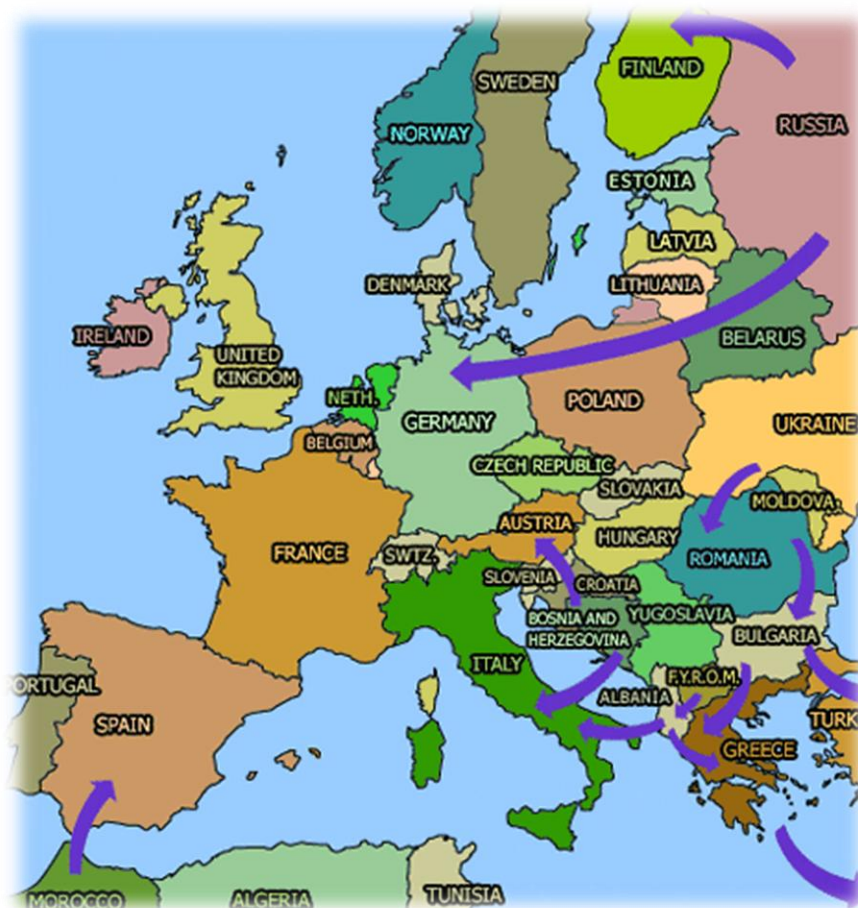 FINLAND
SWEDEN
RUSSIA
NORWAY
ESTONIA
LATVIA
DENMARK
LITHUANIA
IRELAND
BELARUS
UNITED
KINGDOM
NETH.
POLAND
GERMANY
UKRAINE
BELGIUM
CZECH REPUBLIC
SLOVAKIA
MOLDOVA
AUSTRIA
HUNGARY
FRANCE
SWTZ.
ROMANIA
SLOVENIA
CROATIA
BOSNIA AND
HERZEGOVINA
YUGOSLAVIA
BULGARIA
ITALY
F.Y.R.O.M.
PORTUGAL
ALBANIA
SPAIN
TURK
GREECE
MOROCCO
ALGERIA
TUNISIA